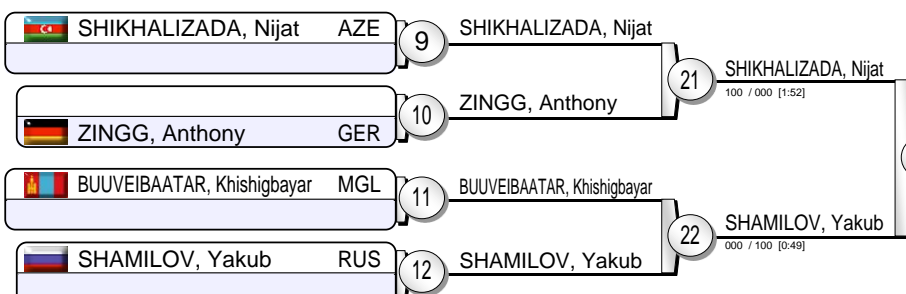 SHIKHALIZADA, Nijat AZE
9
SHIKHALIZADA, Nijat
ZINGG, Anthony GER
10
ZINGG, Anthony
21
SHIKHALIZADA, Nijat
100 / 000 [1:52]
BUUVEIBAATAR, Khishigbayar MGL
11
BUUVEIBAATAR, Khishigbayar
SHAMILOV, Yakub RUS
12
SHAMILOV, Yakub
22
SHAMILOV, Yakub
000 / 100 [0:49]